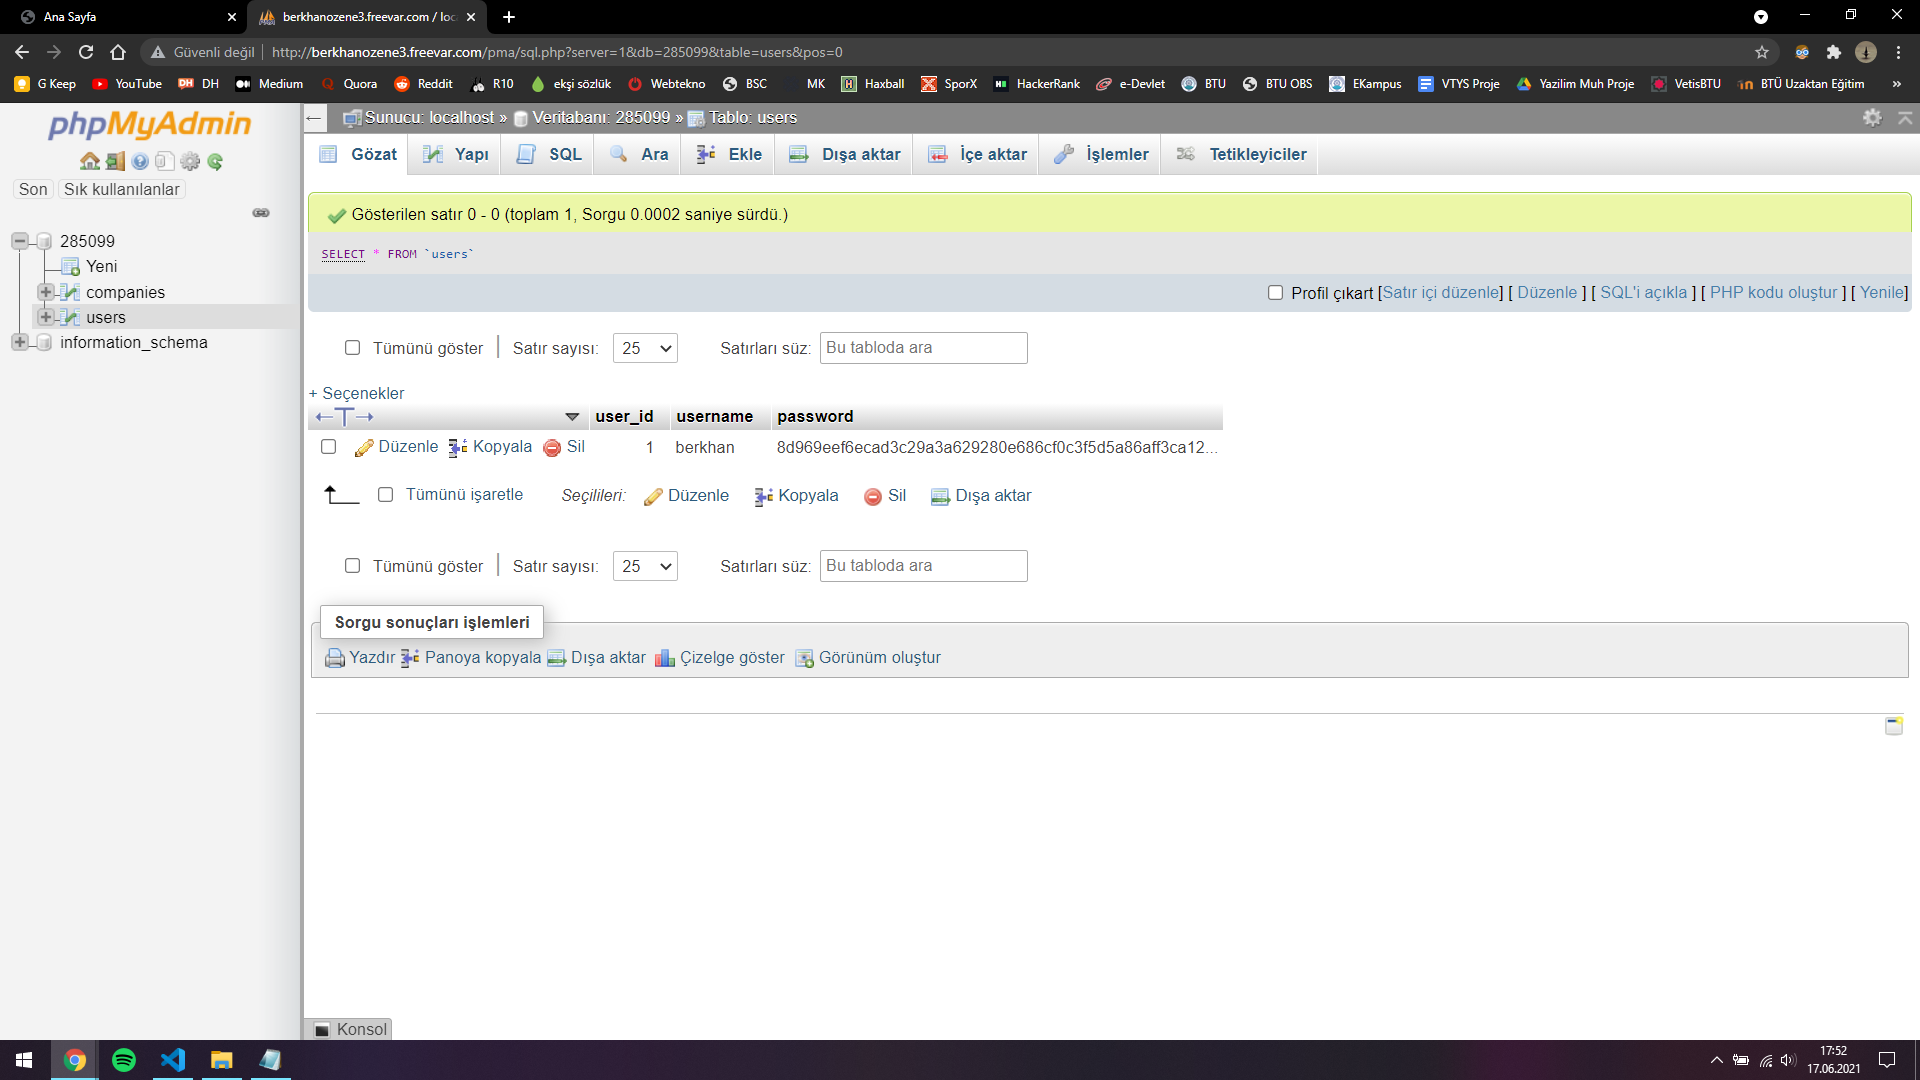 Ana Sayfa
berkhanozene3.freevar.com / loc
Güvenli değil
http://berkhanozene3.freevar.com/pma/sql.php?server=1&db=285099&table=users&pos=0
G Keep YouTube DH Medium Quora Reddit R10 ekşi sözlük Webtekno BSC MK Haxball SporX HackerRank e-Devlet BTU BTU OBS EKampus VTYS Proje Yazilim Muh Proje VetisBTU BTÜ Uzaktan Eğitim »
phpMyAdmin
Son Sık kullanılanlar
285099
Yeni
companies
users
information_schema
Sunucu: localhost » Veritabanı: 285099 » Tablo: users
Gözat Yapı SQL Ara Ekle Dışa aktar İçe aktar İşlemler Tetikleyiciler
Gösterilen satır 0 - 0 (toplam 1, Sorgu 0.0002 saniye sürdü.)
SELECT * FROM `users`
Profil çıkart [Satır içi düzenle] [ Düzenle ] [ SQL'i açıkla ] [ PHP kodu oluştur ] [ Yenile]
Tümünü göster Satır sayısı: 25 Satırları süz: Bu tabloda ara
+ Seçenekler
←T→ user_id username password
Düzenle Kopyala Sil 1 berkhan 8d969eef6ecad3c29a3a629280e686cf0c3f5d5a86aff3ca12...
Tümünü işaretle Seçilileri: Düzenle Kopyala Sil Dışa aktar
Tümünü göster Satır sayısı: 25 Satırları süz: Bu tabloda ara
Sorgu sonuçları işlemleri
Yazdır Panoya kopyala Dışa aktar Çizelge göster Görünüm oluştur
Konsol
17:52
17.06.2021